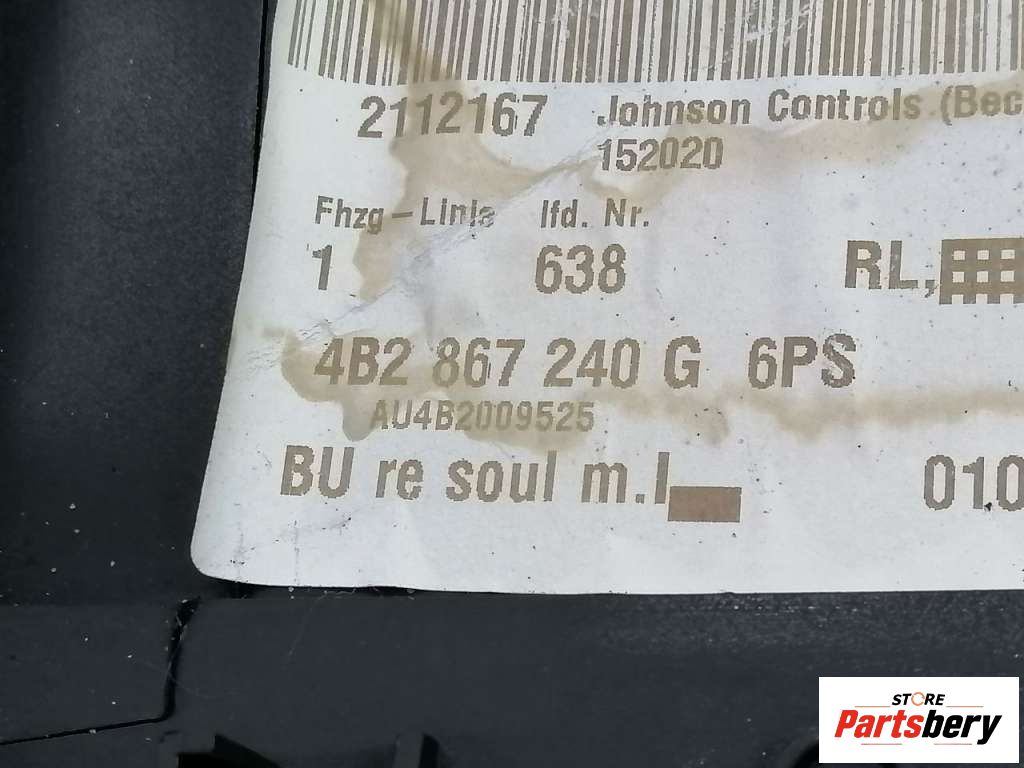 2112167 Johnson Controls (Bec
152020
Fhzg-Linie lfd. Nr.
1 638 RL,
4B2 867 240 G 6PS
AU4B2009525
BU re soul m.I 010
STORE
Partsbery